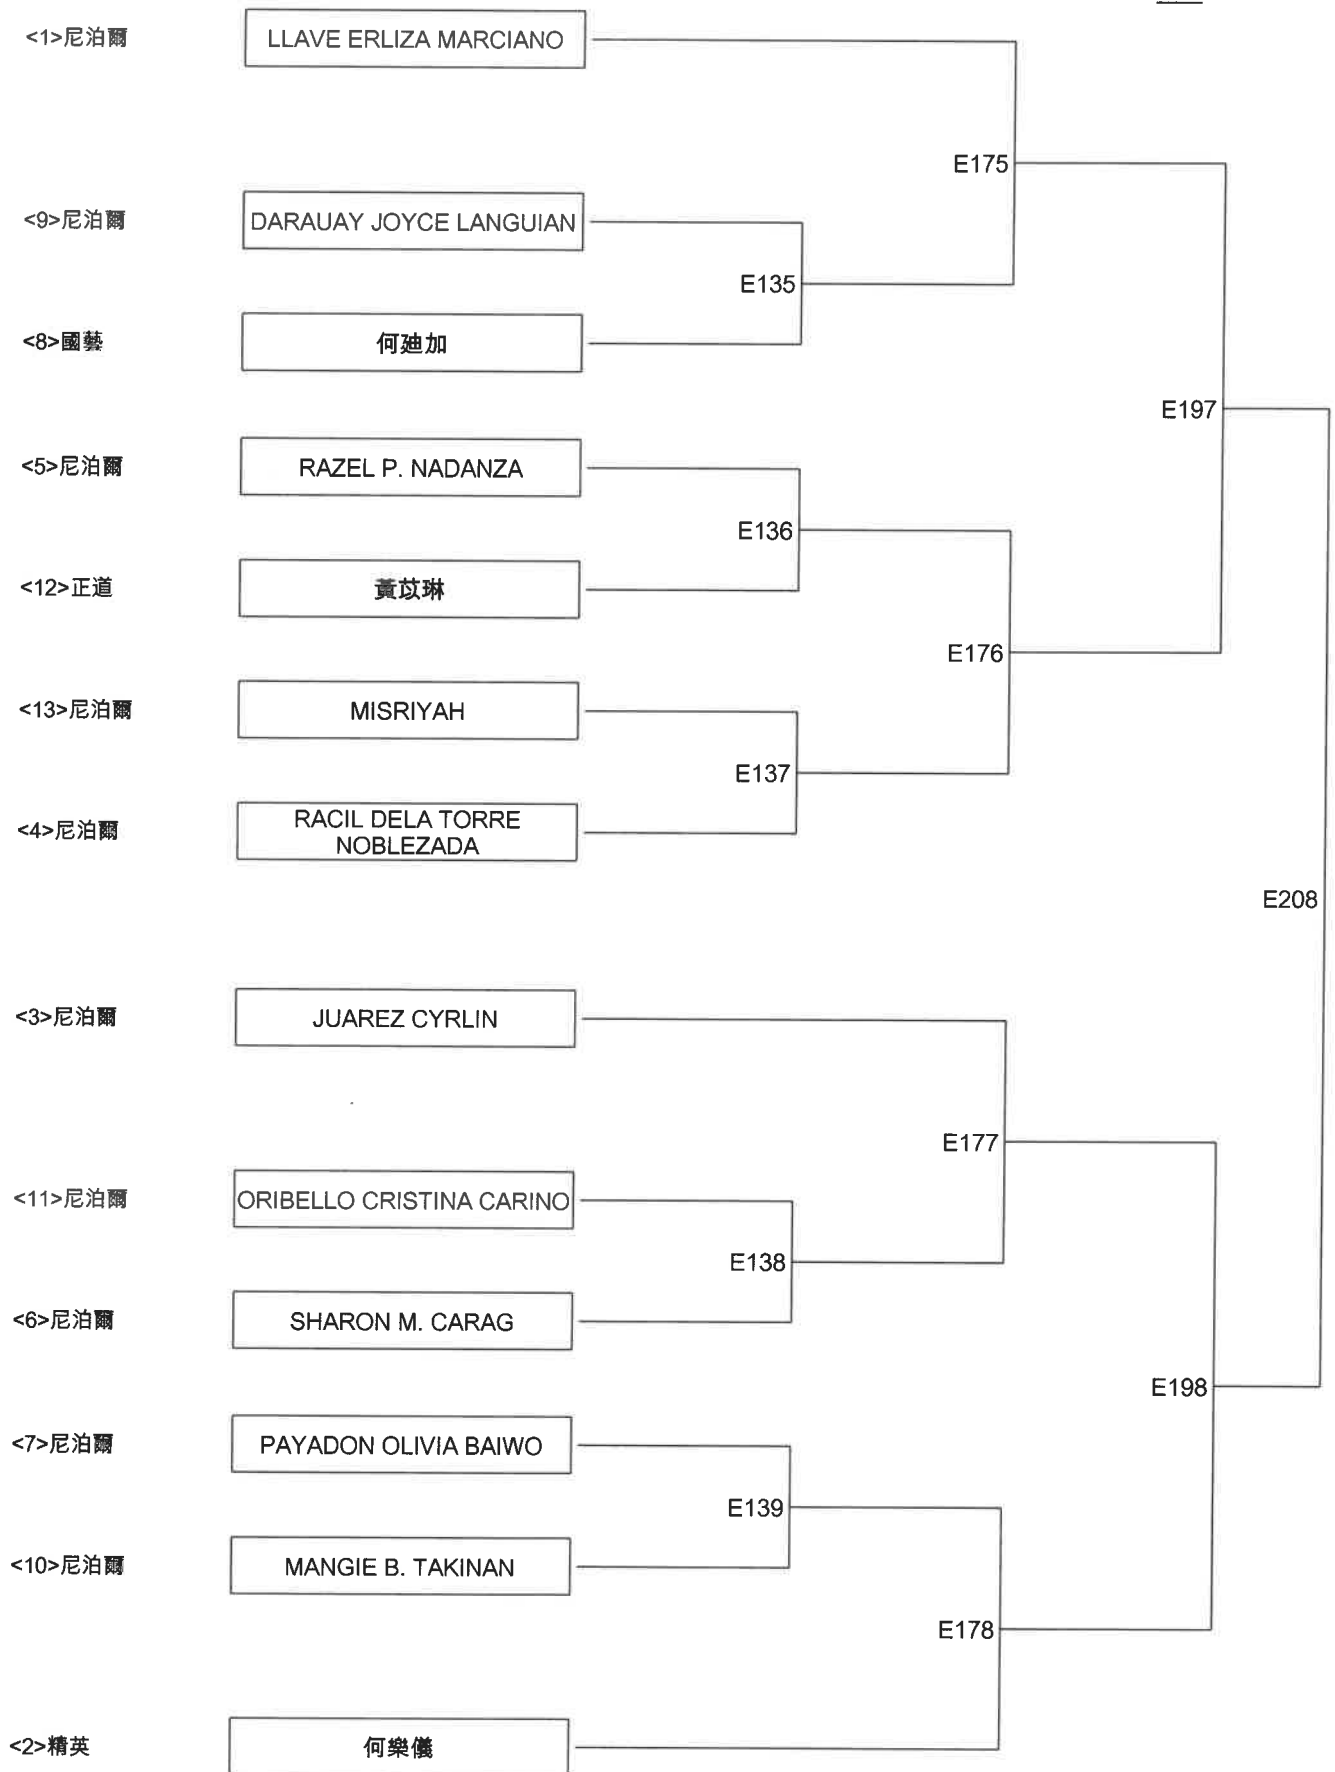 <1>尼泊爾 LLAVE ERLIZA MARCIANO
E175
<9>尼泊爾 DARAUAY JOYCE LANGUIAN
E135
<8>國藝 何廸加
E197
<5>尼泊爾 RAZEL P. NADANZA
E136
<12>正道 黃苡琳
E176
<13>尼泊爾 MISRIYAH
E137
<4>尼泊爾 RACIL DELA TORRE
NOBLEZADA
E208
<3>尼泊爾 JUAREZ CYRLIN
E177
<11>尼泊爾 ORIBELLO CRISTINA CARINO
E138
<6>尼泊爾 SHARON M. CARAG
E198
<7>尼泊爾 PAYADON OLIVIA BAIWO
E139
<10>尼泊爾 MANGIE B. TAKINAN
E178
<2>精英 何樂儀